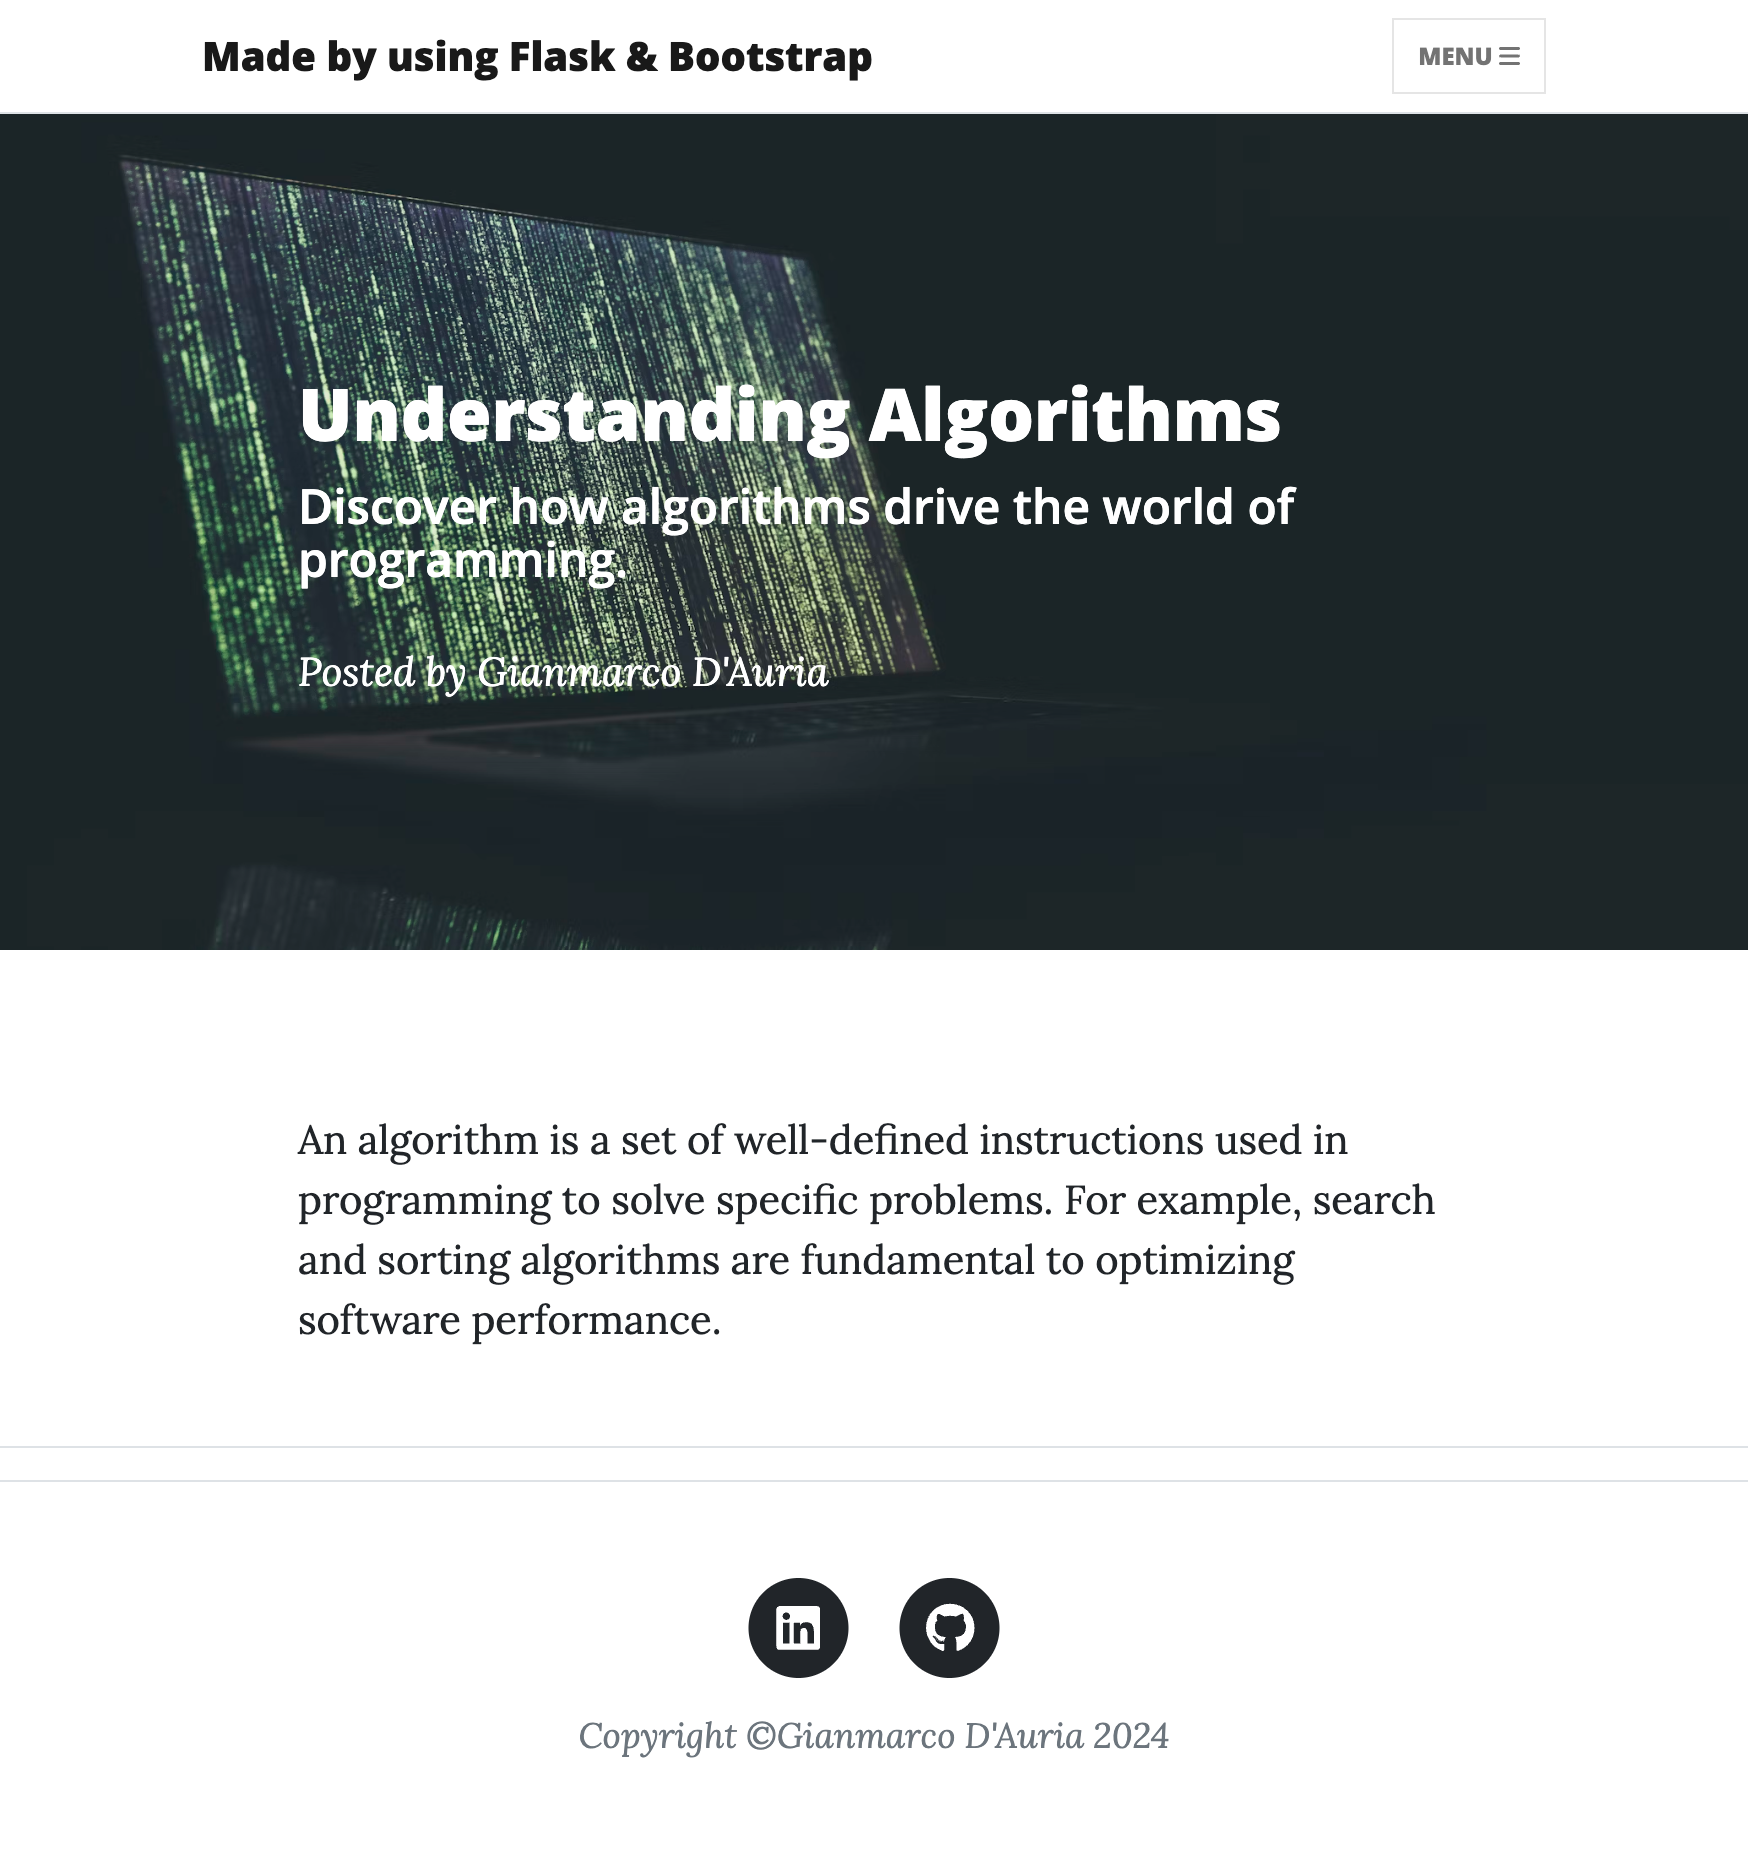 Made by using Flask & Bootstrap
MENU
Understanding Algorithms
Discover how algorithms drive the world of
programming.
Posted by Gianmarco D'Auria
An algorithm is a set of well-defined instructions used in
programming to solve specific problems. For example, search
and sorting algorithms are fundamental to optimizing
software performance.
in
Copyright ©Gianmarco D'Auria 2024